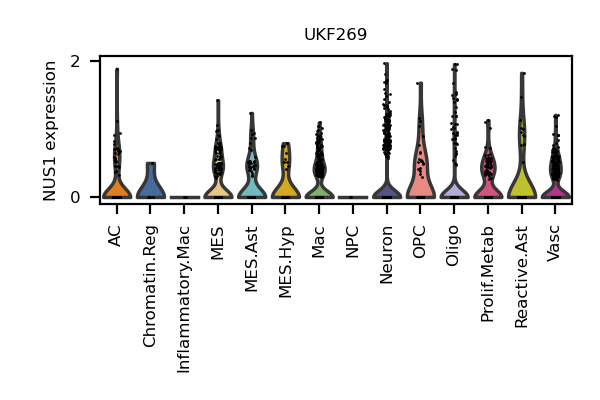 UKF269
NUS1 expression
2
0
AC
Chromatin.Reg
Inflammatory.Mac
MES
MES.Ast
MES.Hyp
Mac
NPC
Neuron
OPC
Oligo
Prolif.Metab
Reactive.Ast
Vasc